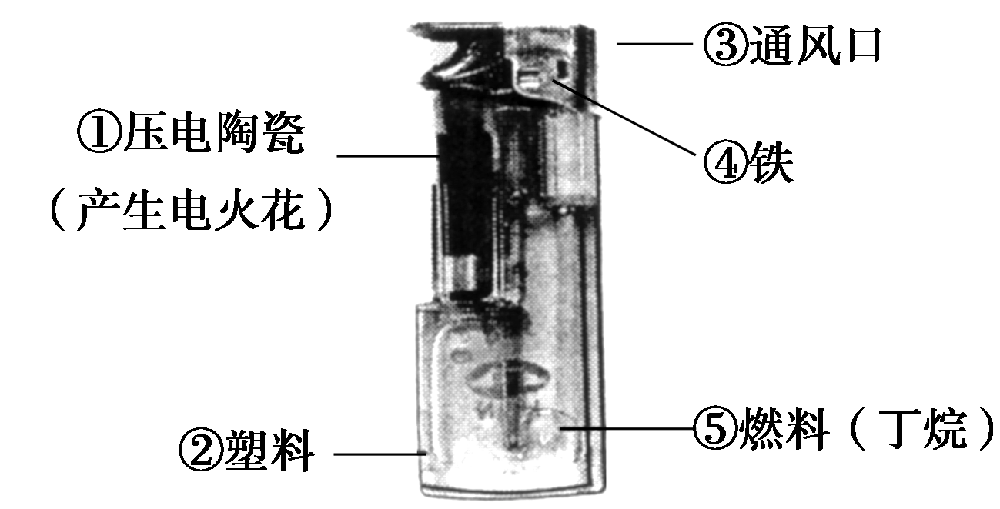 ③通风口
①压电陶瓷
（产生电火花）
④铁
⑤燃料（丁烷）
②塑料